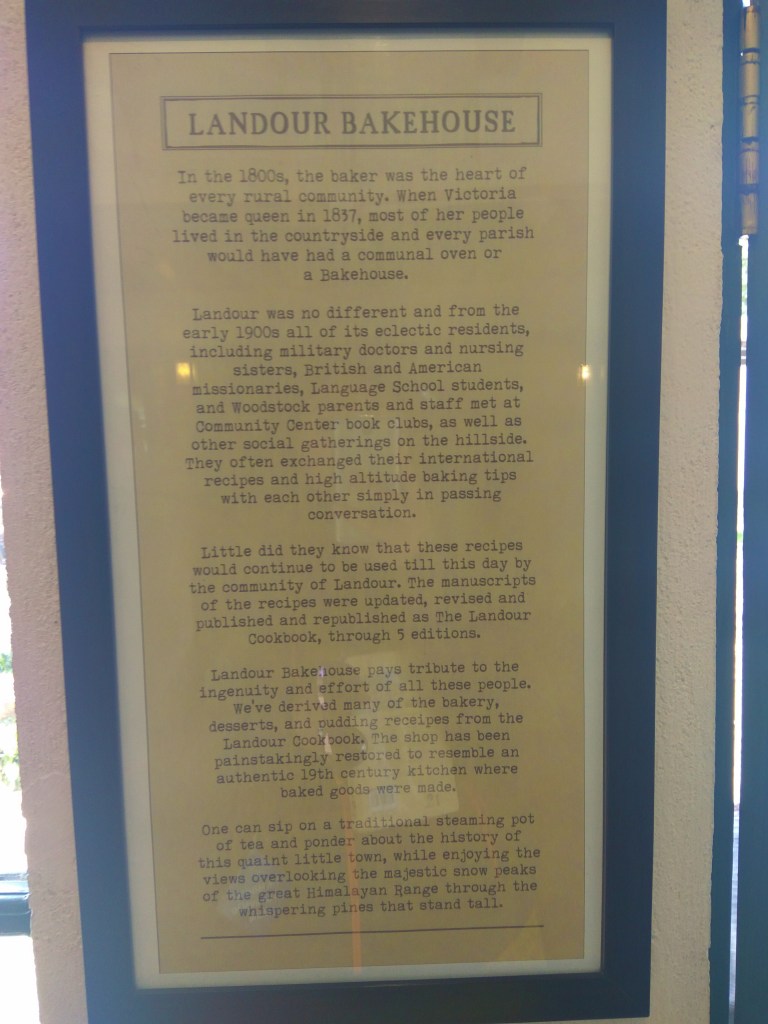 LANDOUR BAKEHOUSE
In the 1800s, the baker was the heart of
every rural community. When Victoria
became queen in 1837, most of her people
lived in the countryside and every parish
would have had a communal oven or
a Bakehouse.
Landour was no different and from the
early 1900s all of its eclectic residents,
including military doctors and nursing
sisters, British and American
missionaries, Language School students,
and Woodstock parents and staff met at
Community Center book clubs, as well as
other social gatherings on the hillside.
They often exchanged their international
recipes and high altitude baking tips
with each other simply in passing
conversation.
Little did they know that these recipes
would continue to be used till this day by
the community of Landour. The manuscripts
of the recipes were updated, revised and
published and republished as The Landour
Cookbook, through 5 editions.
Landour Bakehouse pays tribute to the
ingenuity and effort of all these people.
We've derived many of the bakery,
desserts, and pudding receipes from the
Landour Cookbook. The shop has been
painstakingly restored to resemble an
authentic 19th century kitchen where
baked goods were made.
One can sip on a traditional steaming pot
of tea and ponder about the history of
this quaint little town, while enjoying the
views overlooking the majestic snow peaks
of the great Himalayan Range through the
whispering pines that stand tall.